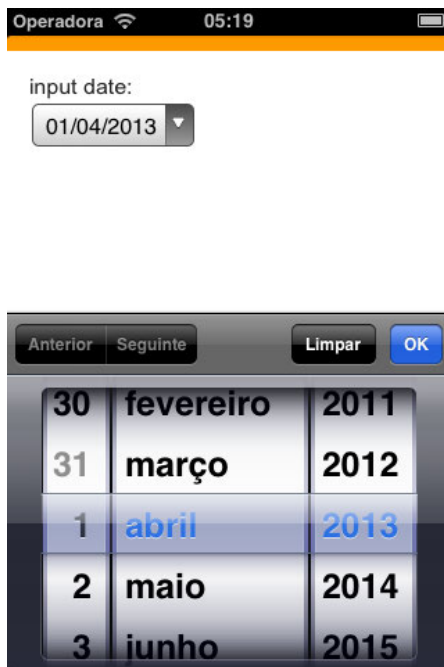 Operadora 05:19
input date:
01/04/2013
Anterior Seguinte Limpar OK
30 fevereiro 2011
31 março 2012
1 abril 2013
2 maio 2014
3 junho 2015